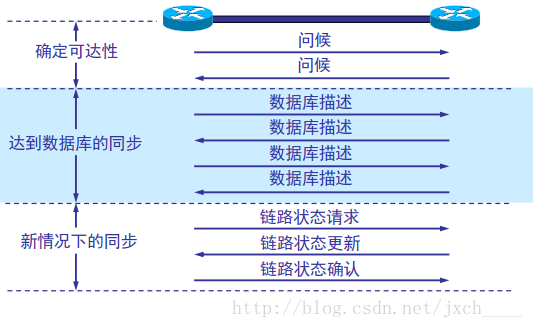 确定可达性
问候
问候
达到数据库的同步
数据库描述
数据库描述
数据库描述
数据库描述
新情况下的同步
链路状态请求
链路状态更新
链路状态确认
http://blog.csdn.net/jxch____